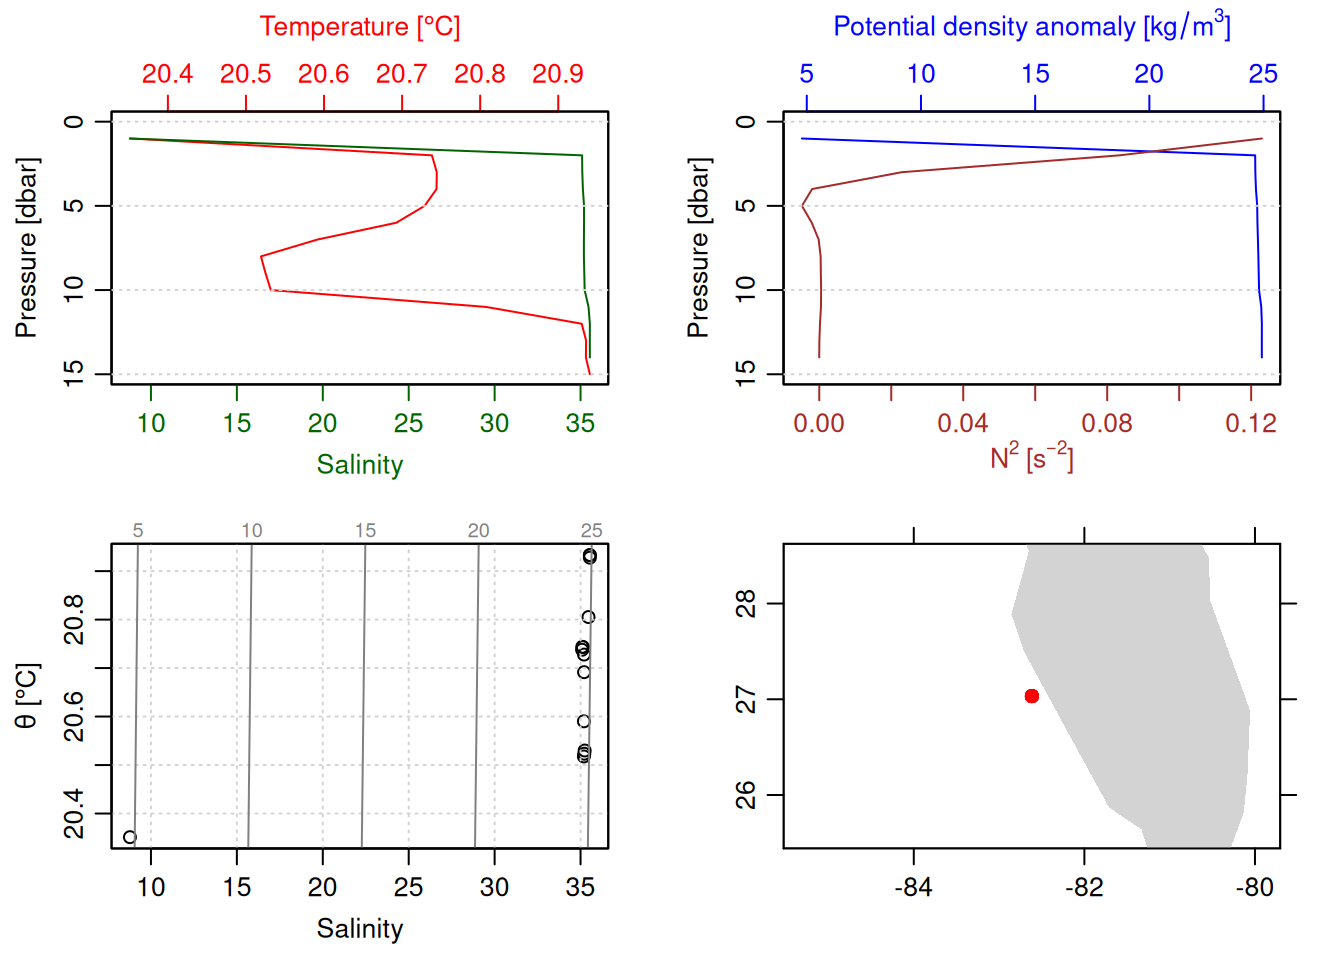 Temperature [°C]
20.4 20.5 20.6 20.7 20.8 20.9
Pressure [dbar]
0
5
10
15
10 15 20 25 30 35
Salinity
Potential density anomaly [kg/m³]
5 10 15 20 25
Pressure [dbar]
0
5
10
15
0.00 0.04 0.08 0.12
N² [s⁻²]
5 10 15 20 25
θ [°C]
20.8
20.6
20.4
10 15 20 25 30 35
Salinity
28
27
26
-84 -82 -80